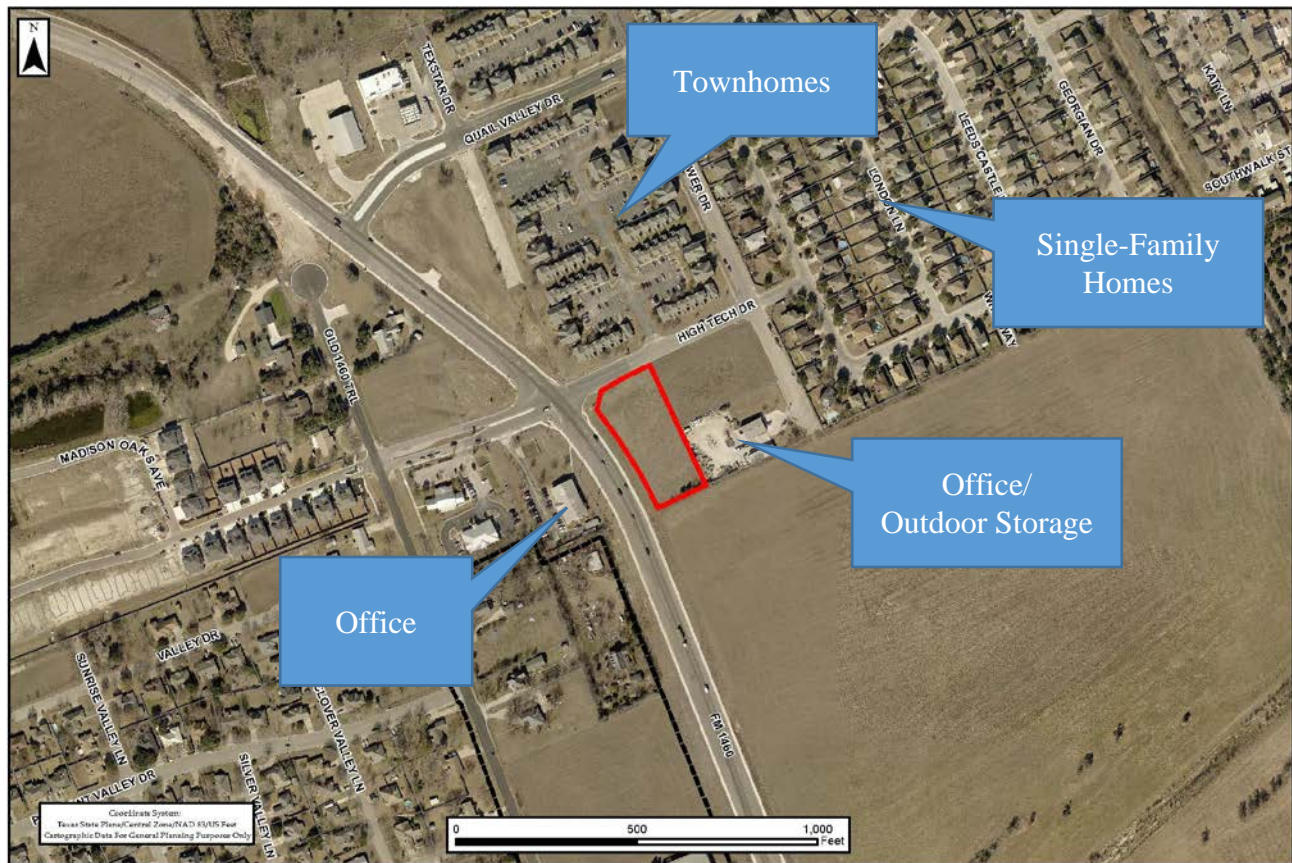 N
TEXSTAR DR
QUAIL VALLEY DR
Townhomes
LEEDS CASTLE
GEORGIAN DR
KATY LN
SOUTHWALK ST
LONDON LN
Single-Family
Homes
HIGH TECH DR
OLD 1460 TRL
MADISON OAKS AVE
Office/
Outdoor Storage
Office
VALLEY DR
SUNRISE VALLEY LN
CLOVER VALLEY LN
SILVER VALLEY LN
VALLEY DR
FM 1460
Coordinate System:
Texas State Plane/Central Zone/NAD 83/US Feet
Cartographic Data For General Planning Purposes Only
0 500 1,000
Feet